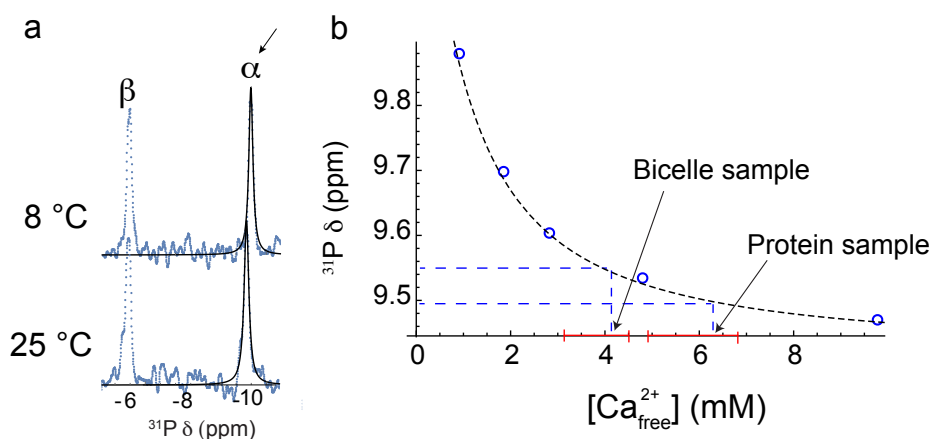 a
β
α
8 °C
25 °C
-6
-8
-10
³¹P δ (ppm)
b
9.8
9.7
9.6
9.5
³¹P δ (ppm)
Bicelle sample
Protein sample
0
2
4
6
8
[Ca²⁺free] (mM)